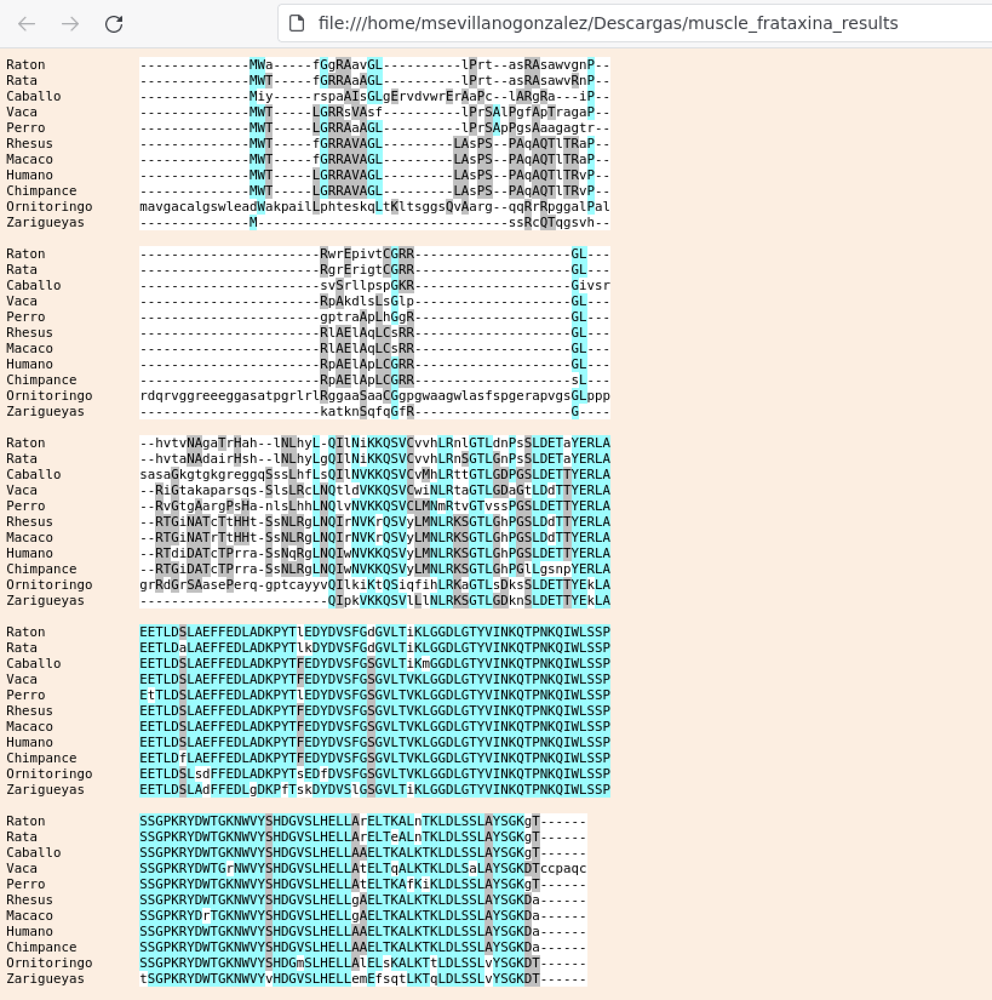 file:///home/msevillanogonzalez/Descargas/muscle_frataxina_results
Raton --------------MWa-----fGgRAavGL----------lPrt--asRAsawvgnP--
Rata --------------MWT-----fGRRAaAGL----------lPrt--asRAsawvRnP--
Caballo --------------Miy-----rspaAIsGLgErvdvwrErAaPc--lARgRa---iP--
Vaca --------------MWT-----LGRRsVAsf----------lPrSAlPgfApTragaP--
Perro --------------MWT-----LGRRAaAGL----------lPrSApPgsAaagagtr--
Rhesus --------------MWT-----fGRRAVAGL---------LAsPS--PAqAQTlTRaP--
Macaco --------------MWT-----fGRRAVAGL---------LAsPS--PAqAQTlTRaP--
Humano --------------MWT-----LGRRAVAGL---------LAsPS--PAqAQTlTRvP--
Chimpance --------------MWT-----LGRRAVAGL---------LAsPS--PAqAQTlTRvP--
Ornitoringo mavgacalgswleadWakpailLphteskqLtKltsggsQvAarg--qqRrRpggalPal
Zarigueyas --------------M--------------------------------ssRcQTqgsvh--
Raton -----------------------RwrEpivtCGRR--------------------GL---
Rata -----------------------RgrErigtCGRR--------------------GL---
Caballo -----------------------svSrllpspGKR--------------------Givsr
Vaca -----------------------RpAkdlsLsGlp--------------------GL---
Perro -----------------------gptraApLhGgR--------------------GL---
Rhesus -----------------------RlAElAqLCsRR--------------------GL---
Macaco -----------------------RlAElAqLCsRR--------------------GL---
Humano -----------------------RpAElApLCGRR--------------------GL---
Chimpance -----------------------RpAElApLCGRR--------------------sL---
Ornitoringo rdqrvggreeeggasatpgrlrlRggaaSaaCGgpgwaagwlasfspgerapvgsGLppp
Zarigueyas -----------------------katknSqfqGfR--------------------G----
Raton --hvtvNAgaTrHah--lNLhyL-QIlNiKKQSVCvvhLRnlGTLdnPsSLDETaYERLA
Rata --hvtaNAdairHsh--lNLhyLgQIlNiKKQSVCvvhLRnSGTLGnPsSLDETaYERLA
Caballo sasaGkgtgkgreggqSssLhfLsQIlNVKKQSVCvMhLRttGTLGDPGSLDETTYERLA
Vaca --RiGtakaparsqs-SlsLRcLNQtldVKKQSVCwiNLRtaGTLGDaGtLDdTTYERLA
Perro --RvGtgAargPsHa-nlsLhhLNQlvNVKKQSVCLMNmRtvGTvssPGSLDETTYERLA
Rhesus --RTGiNATcTtHHt-SsNLRgLNQIrNVKrQSVyLMNLRKSGTLGhPGSLDdTTYERLA
Macaco --RTGiNATrTtHHt-SsNLRgLNQIrNVKrQSVyLMNLRKSGTLGhPGSLDdTTYERLA
Humano --RTdiDATcTPrra-SsNqRgLNQIwNVKKQSVyLMNLRKSGTLGhPGSLDETTYERLA
Chimpance --RTGiDATcTPrra-SsNLRgLNQIwNVKKQSVyLMNLRKSGTLGhPGlLgsnpYERLA
Ornitoringo grRdGrSAasePerq-gptcayyvQIlkiKtQSiqfihLRKaGTLsDksSLDETTYEkLA
Zarigueyas ------------------------QIpkVKKQSVlLlNLRKSGTLGDknSLDETTYEkLA
Raton EETLDSLAEFFEDLADKPYTlEDYDVSFGdGVLTiKLGGDLGTYVINKQTPNKQIWLSSP
Rata EETLDaLAEFFEDLADKPYTlkDYDVSFGdGVLTiKLGGDLGTYVINKQTPNKQIWLSSP
Caballo EETLDSLAEFFEDLADKPYTFEDYDVSFGSGVLTiKmGGDLGTYVINKQTPNKQIWLSSP
Vaca EETLDSLAEFFEDLADKPYTFEDYDVSFGSGVLTVKLGGDLGTYVINKQTPNKQIWLSSP
Perro EtTLDSLAEFFEDLADKPYTlEDYDVSFGSGVLTVKLGGDLGTYVINKQTPNKQIWLSSP
Rhesus EETLDSLAEFFEDLADKPYTFEDYDVSFGSGVLTVKLGGDLGTYVINKQTPNKQIWLSSP
Macaco EETLDSLAEFFEDLADKPYTFEDYDVSFGSGVLTVKLGGDLGTYVINKQTPNKQIWLSSP
Humano EETLDSLAEFFEDLADKPYTFEDYDVSFGSGVLTVKLGGDLGTYVINKQTPNKQIWLSSP
Chimpance EETLDfLAEFFEDLADKPYTFEDYDVSFGSGVLTVKLGGDLGTYVINKQTPNKQIWLSSP
Ornitoringo EETLDSLsdFFEDLADKPYTsEDfDVSFGSGVLTVKLGGDLGTYVINKQTPNKQIWLSSP
Zarigueyas EETLDSLAdFFEDLgDKPfTskDYDVSlGSGVLTiKLGGDLGTYVINKQTPNKQIWLSSP
Raton SSGPKRYDWTGKNWVYSHDGVSLHELLArELTKALnTKLDLSSLAYSGKgT------
Rata SSGPKRYDWTGKNWVYSHDGVSLHELLArELTeALnTKLDLSSLAYSGKgT------
Caballo SSGPKRYDWTGKNWVYSHDGVSLHELLAAELTKALKTKLDLSSLAYSGKgT------
Vaca SSGPKRYDWTGrNWVYSHDGVSLHELLAtELTqALKTKLDLSaLAYSGKDTccpaqc
Perro SSGPKRYDWTGKNWVYSHDGVSLHELLAtELTKAfKiKLDLSSLAYSGKgT------
Rhesus SSGPKRYDWTGKNWVYSHDGVSLHELLgAELTKALKTKLDLSSLAYSGKDa------
Macaco SSGPKRYDrTGKNWVYSHDGVSLHELLgAELTKALKTKLDLSSLAYSGKDa------
Humano SSGPKRYDWTGKNWVYSHDGVSLHELLAAELTKALKTKLDLSSLAYSGKDa------
Chimpance SSGPKRYDWTGKNWVYSHDGVSLHELLAAELTKALKTKLDLSSLAYSGKDa------
Ornitoringo SSGPKRYDWTGKNWVYSHDGmSLHELLAlELsKALKTtLDLSSLvYSGKDT------
Zarigueyas tSGPKRYDWTGKNWVYvHDGVSLHELLemEfsqtLKTqLDLSSLvYSGKDT------